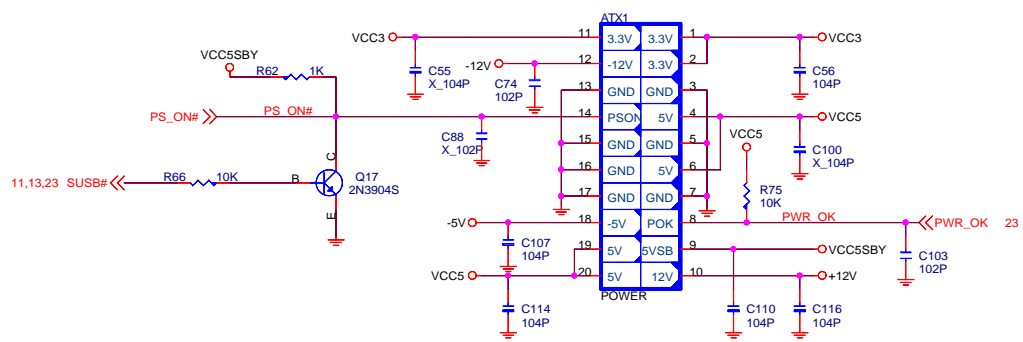 ATX1
VCC3 11 3.3V 3.3V 1 VCC3
-12V 12 -12V 3.3V 2
VCC5SBY
R62 1K
C55
X_104P
C74
102P
C56
104P
13 GND GND 3
PS_ON# PS_ON# 14 PSON 5V 4 VCC5
C88
X_102P
15 GND GND 5
VCC5
C100
X_104P
16 GND 5V 6
C
11,13,23 SUSB# R66 10K B
Q17
2N3904S
E
17 GND GND 7
R75
10K
-5V 18 -5V POK 8 PWR_OK PWR_OK 23
C107
104P
19 5V 5VSB 9 VCC5SBY
C103
102P
VCC5 20 5V 12V 10 +12V
POWER
C114
104P
C110
104P
C116
104P